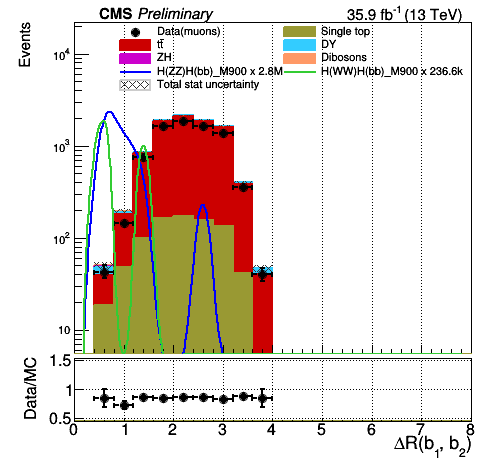 CMS Preliminary 35.9 fb⁻¹ (13 TeV)
Data(muons) Single top
tt̄ DY
ZH Dibosons
H(ZZ)H(bb)_M900 x 2.8M H(WW)H(bb)_M900 x 236.6k
Total stat uncertainty
Events
10⁴
10³
10²
10
Data/MC
1.5
1
0.5
0 1 2 3 4 5 6 7 8
ΔR(b₁, b₂)